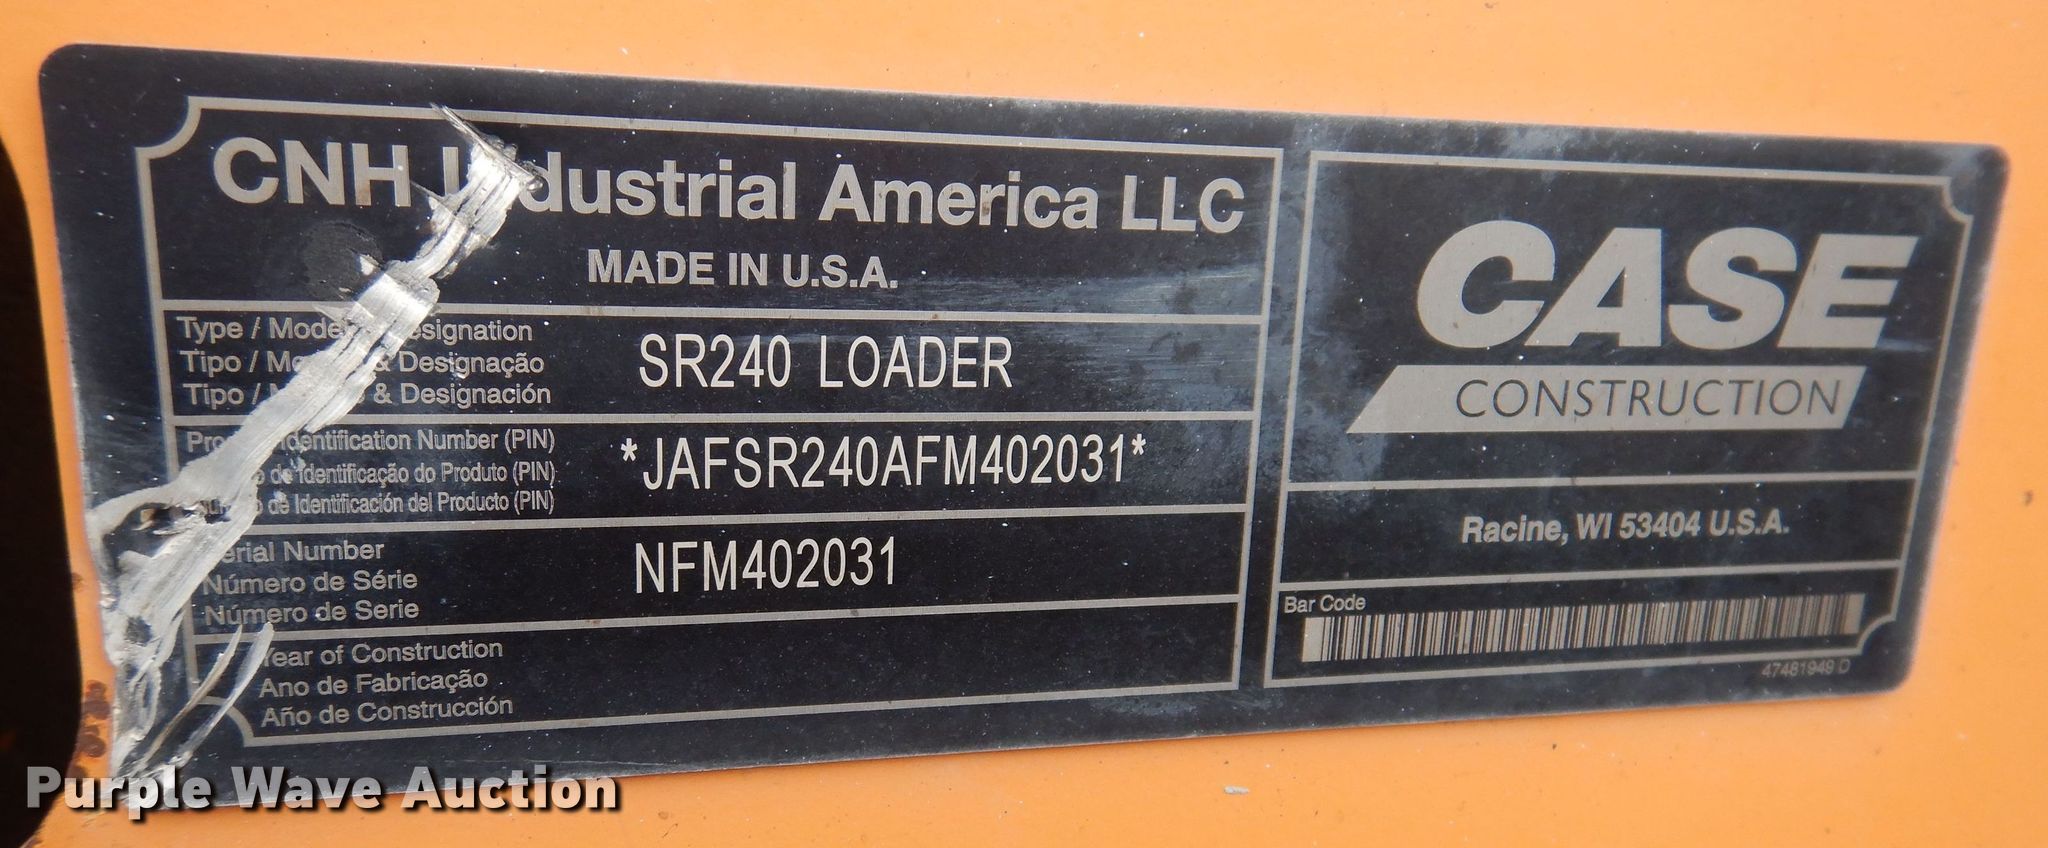 CNH Industrial America LLC
MADE IN U.S.A.
Type / Model Designation
Tipo / & Designação
Tipo / & Designación
SR240 LOADER
Identification Number (PIN)
de Identificação do Produto (PIN)
de Identificación del Producto (PIN)
*JAFSR240AFM402031*
Serial Number
Número de Série
Número de Serie
NFM402031
Year of Construction
Ano de Fabricação
Año de Construcción
CASE
CONSTRUCTION
Racine, WI 53404 U.S.A.
Bar Code
47481949 D
Purple Wave Auction